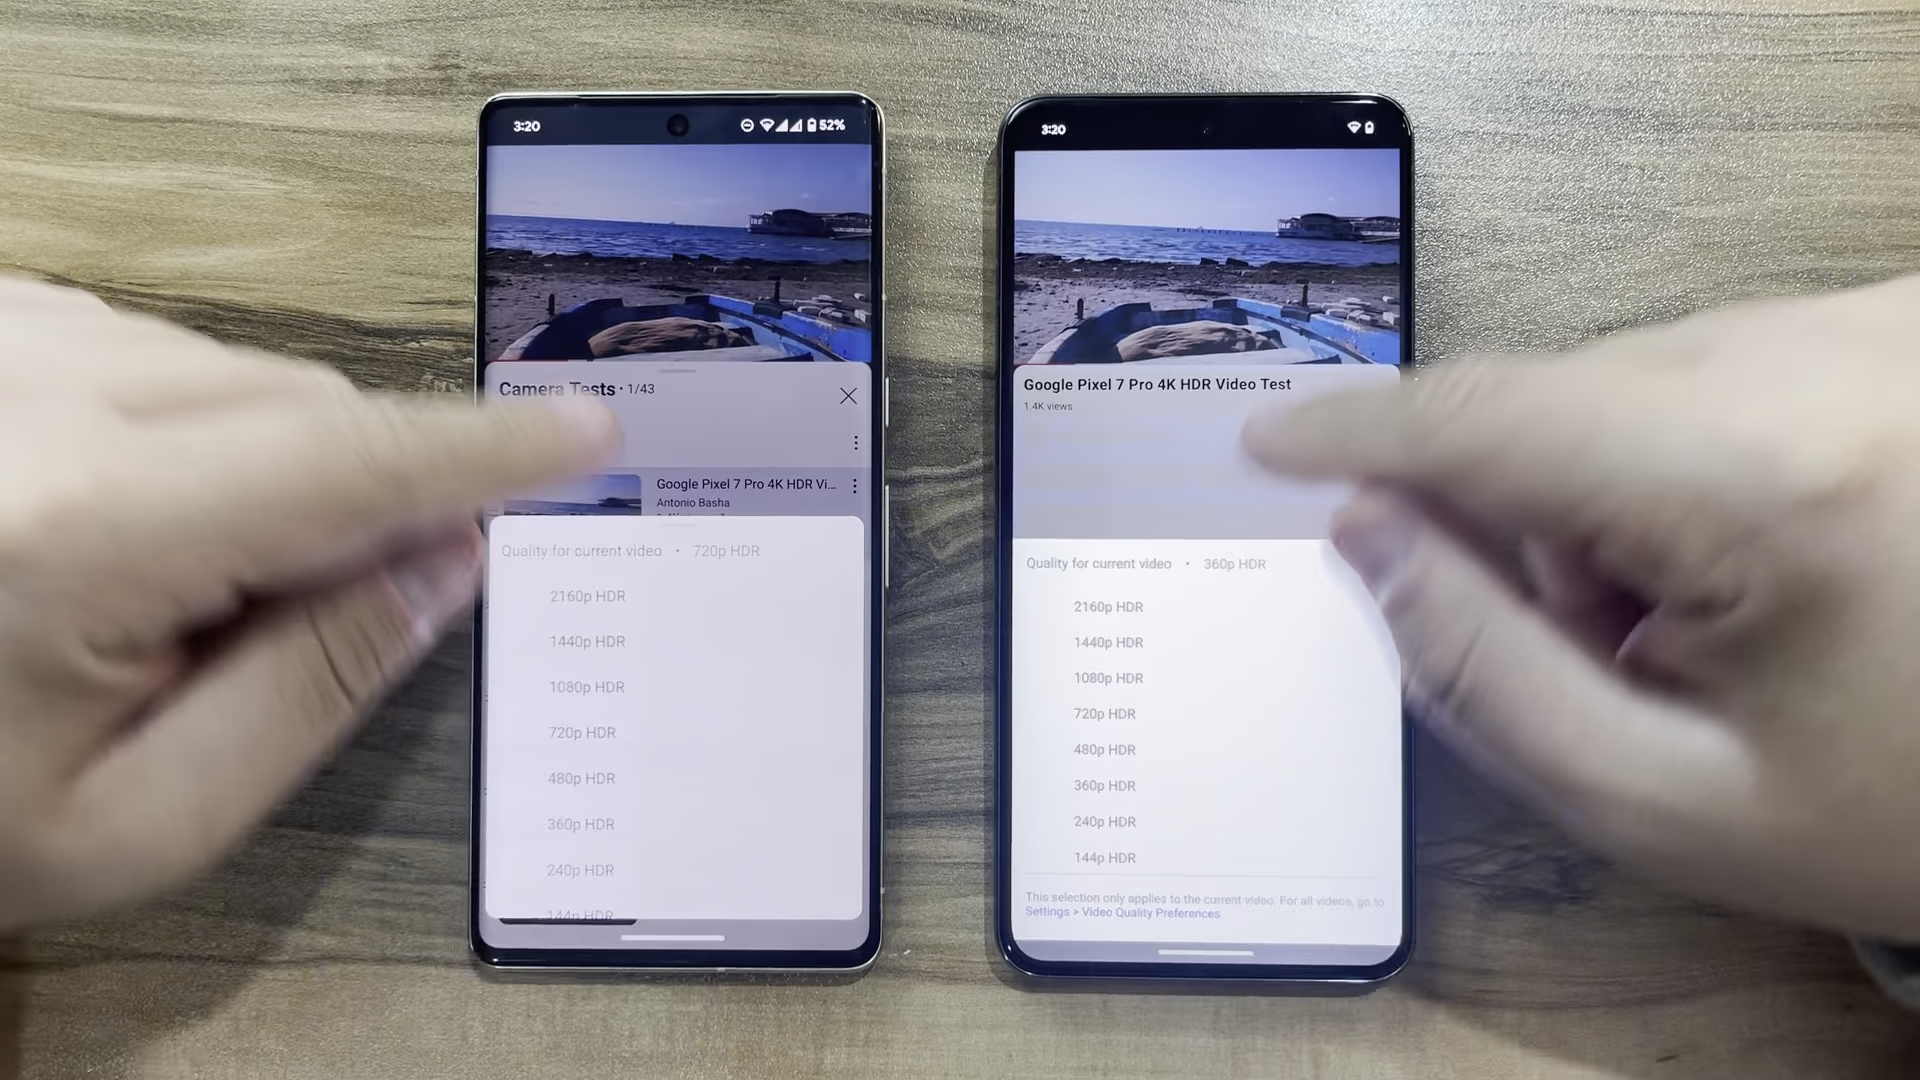 3:20
52%
Camera Tests · 1/43
Google Pixel 7 Pro 4K HDR Vi...
Antonio Basha
Quality for current video • 720p HDR
2160p HDR
1440p HDR
1080p HDR
720p HDR
480p HDR
360p HDR
240p HDR
144p HDR
3:20
Google Pixel 7 Pro 4K HDR Video Test
1.4K views
Quality for current video • 360p HDR
2160p HDR
1440p HDR
1080p HDR
720p HDR
480p HDR
360p HDR
240p HDR
144p HDR
This selection only applies to the current video. For all videos, go to
Settings > Video Quality Preferences.